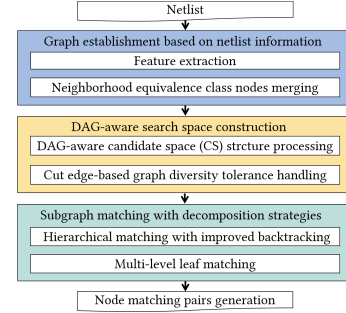 Netlist
Graph establishment based on netlist information
Feature extraction
Neighborhood equivalence class nodes merging
DAG-aware search space construction
DAG-aware candidate space (CS) strcture processing
Cut edge-based graph diversity tolerance handling
Subgraph matching with decomposition strategies
Hierarchical matching with improved backtracking
Multi-level leaf matching
Node matching pairs generation